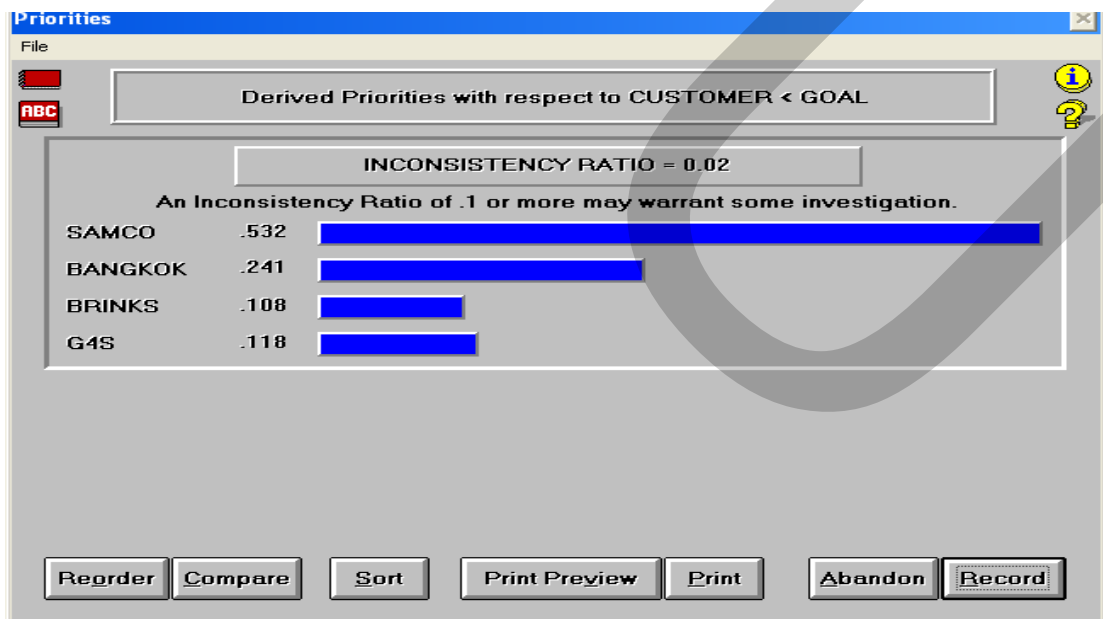 Priorities
File
ABC
Derived Priorities with respect to CUSTOMER < GOAL
INCONSISTENCY RATIO = 0.02
An Inconsistency Ratio of .1 or more may warrant some investigation.
SAMCO .532
BANGKOK .241
BRINKS .108
G4S .118
Reorder Compare Sort Print Preview Print Abandon Record